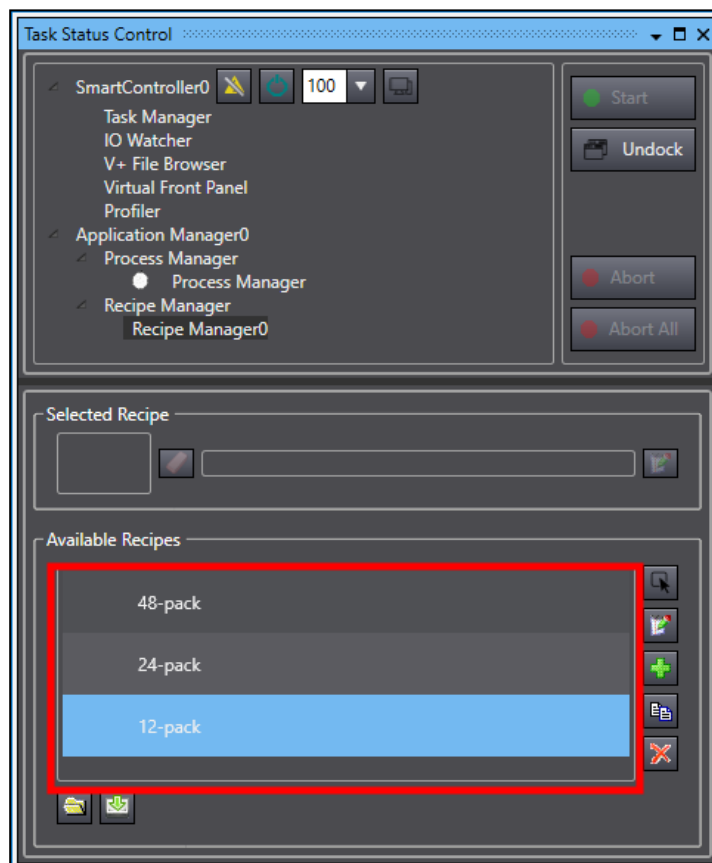 Task Status Control
SmartController0 100
Task Manager
IO Watcher
V+ File Browser
Virtual Front Panel
Profiler
Application Manager0
Process Manager
Process Manager
Recipe Manager
Recipe Manager0
Start
Undock
Abort
Abort All
Selected Recipe
Available Recipes
48-pack
24-pack
12-pack